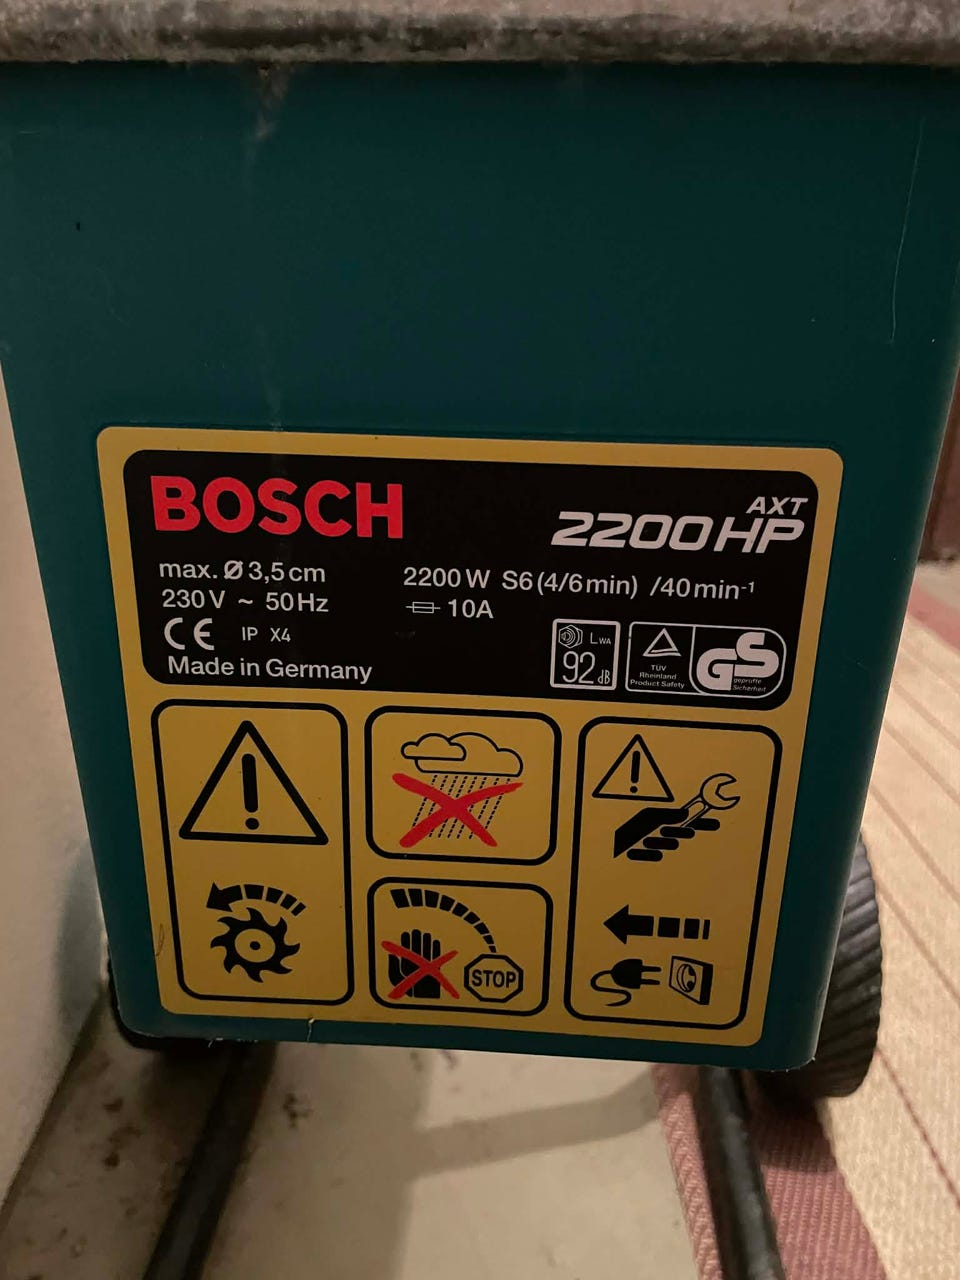 BOSCH
AXT
2200 HP
max. Ø 3,5 cm
2200 W S6 (4/6 min) /40 min⁻¹
230 V ~ 50 Hz
10A
CE IP X4
Made in Germany
LWA
92 dB
TÜV
Rheinland
Product Safety
GS
geprüfte
Sicherheit
STOP